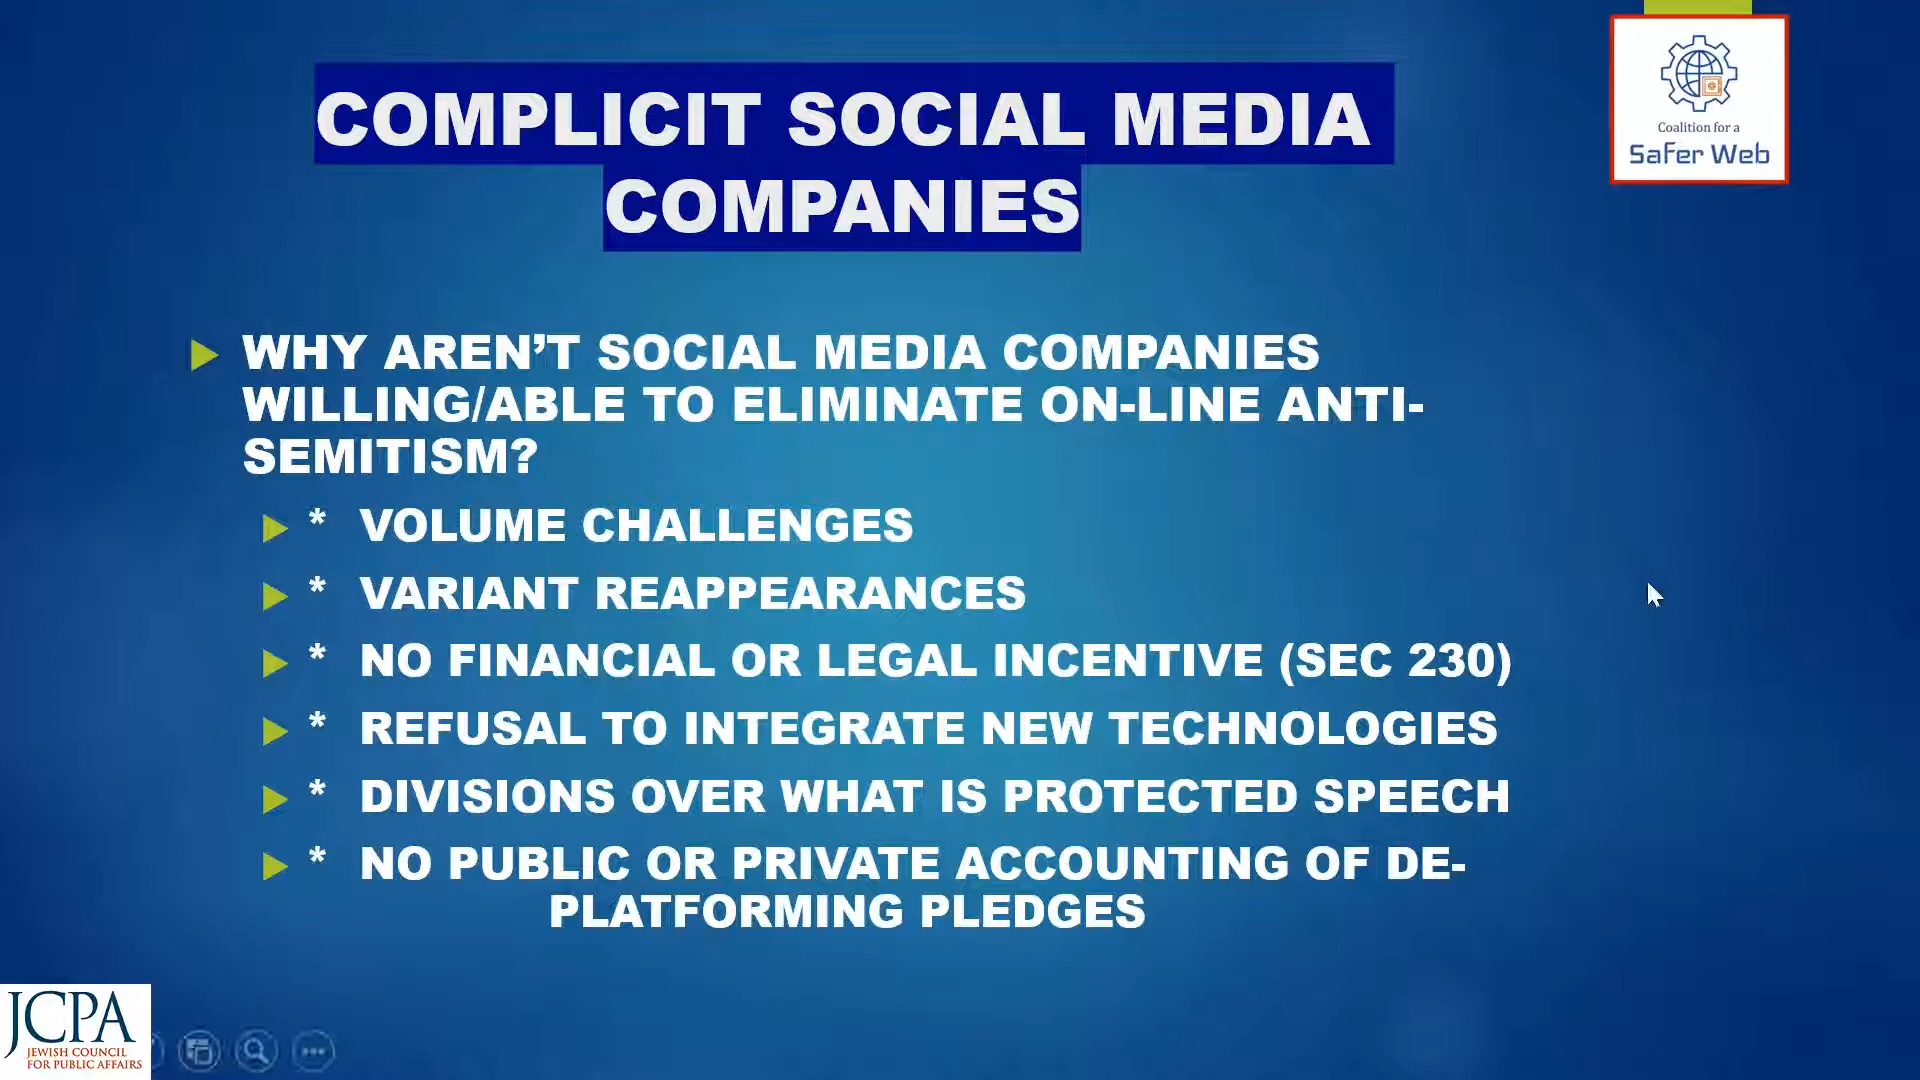 COMPLICIT SOCIAL MEDIA
COMPANIES
Coalition for a
Safer Web
WHY AREN’T SOCIAL MEDIA COMPANIES
WILLING/ABLE TO ELIMINATE ON-LINE ANTI-
SEMITISM?
* VOLUME CHALLENGES
* VARIANT REAPPEARANCES
* NO FINANCIAL OR LEGAL INCENTIVE (SEC 230)
* REFUSAL TO INTEGRATE NEW TECHNOLOGIES
* DIVISIONS OVER WHAT IS PROTECTED SPEECH
* NO PUBLIC OR PRIVATE ACCOUNTING OF DE-
PLATFORMING PLEDGES
JCPA
JEWISH COUNCIL
FOR PUBLIC AFFAIRS